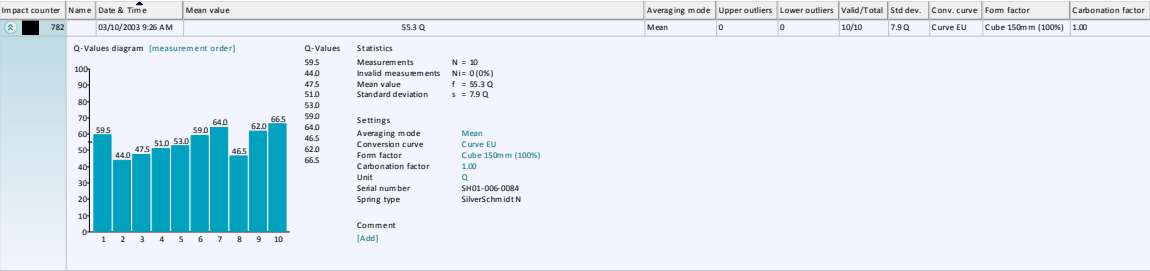 Impact counter Name Date & Time Mean value Averaging mode Upper outliers Lower outliers Valid/Total Std dev. Conv. curve Form factor Carbonation factor
782 03/10/2003 9:26 AM 55.3 Q Mean 0 0 10/10 7.9 Q Curve EU Cube 150mm (100%) 1.00
Q-Values diagram [measurement order]
100
90
80
70
60
50
40
30
20
10
0
59.5 44.0 47.5 51.0 53.0 59.0 64.0 46.5 62.0 66.5
1 2 3 4 5 6 7 8 9 10
Q-Values
59.5
44.0
47.5
51.0
53.0
59.0
64.0
46.5
62.0
66.5
Statistics
Measurements N = 10
Invalid measurements Ni= 0 (0%)
Mean value f = 55.3 Q
Standard deviation s = 7.9 Q
Settings
Averaging mode Mean
Conversion curve Curve EU
Form factor Cube 150mm (100%)
Carbonation factor 1.00
Unit Q
Serial number SH01-006-0084
Spring type SilverSchmidt N
Comment
[Add]